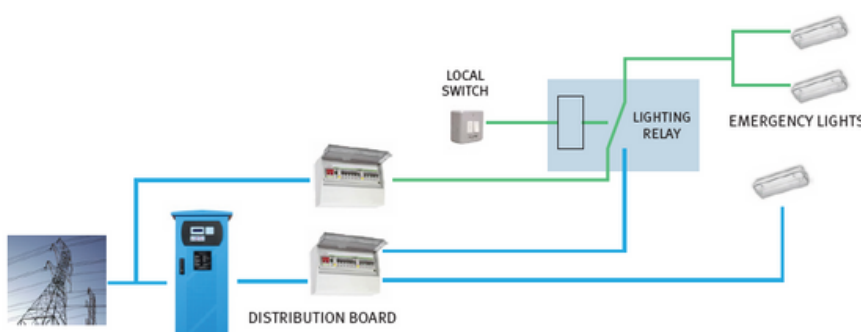 LOCAL
SWITCH
LIGHTING
RELAY
EMERGENCY LIGHTS
DISTRIBUTION BOARD